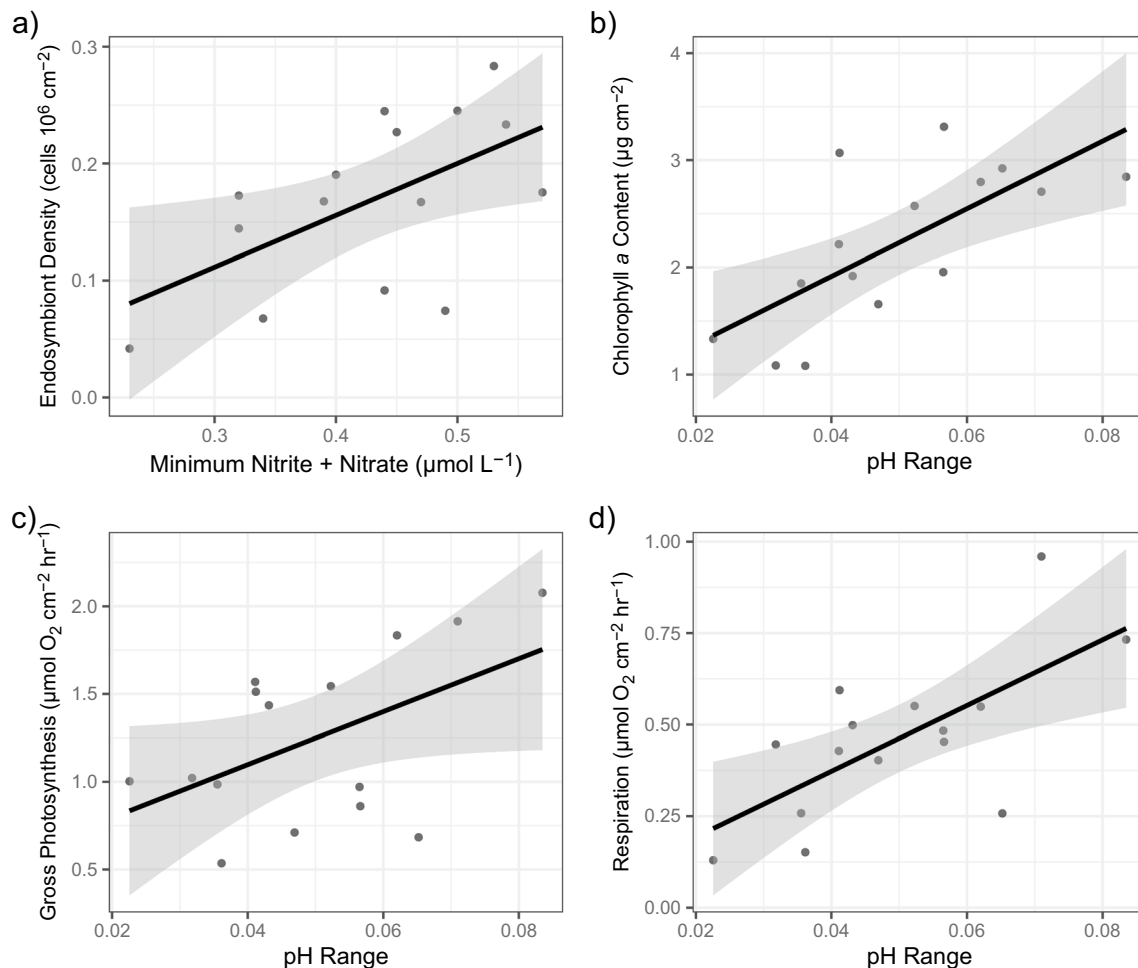 a)
Endosymbiont Density (cells 10⁶ cm⁻²)
0.3
0.2
0.1
0.0
0.3 0.4 0.5
Minimum Nitrite + Nitrate (µmol L⁻¹)
b)
Chlorophyll a Content (µg cm⁻²)
4
3
2
1
0.02 0.04 0.06 0.08
pH Range
c)
Gross Photosynthesis (µmol O₂ cm⁻² hr⁻¹)
2.0
1.5
1.0
0.5
0.02 0.04 0.06 0.08
pH Range
d)
Respiration (µmol O₂ cm⁻² hr⁻¹)
1.00
0.75
0.50
0.25
0.00
0.02 0.04 0.06 0.08
pH Range